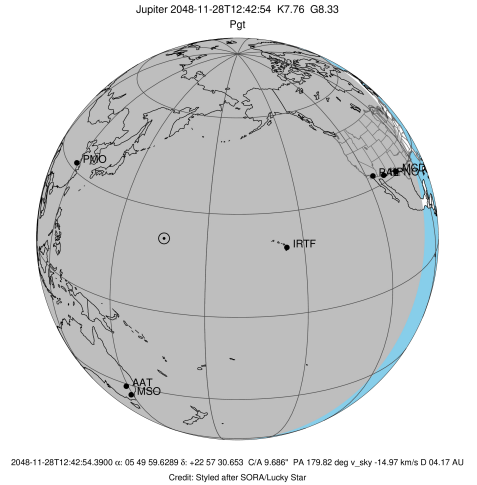 Jupiter 2048-11-28T12:42:54 K7.76 G8.33
Pgt
PMO
IRTF
AAT
MSO
2048-11-28T12:42:54.3900 α: 05 49 59.6289 δ: +22 57 30.653 C/A 9.686" PA 179.82 deg v_sky -14.97 km/s D 04.17 AU
Credit: Styled after SORA/Lucky Star